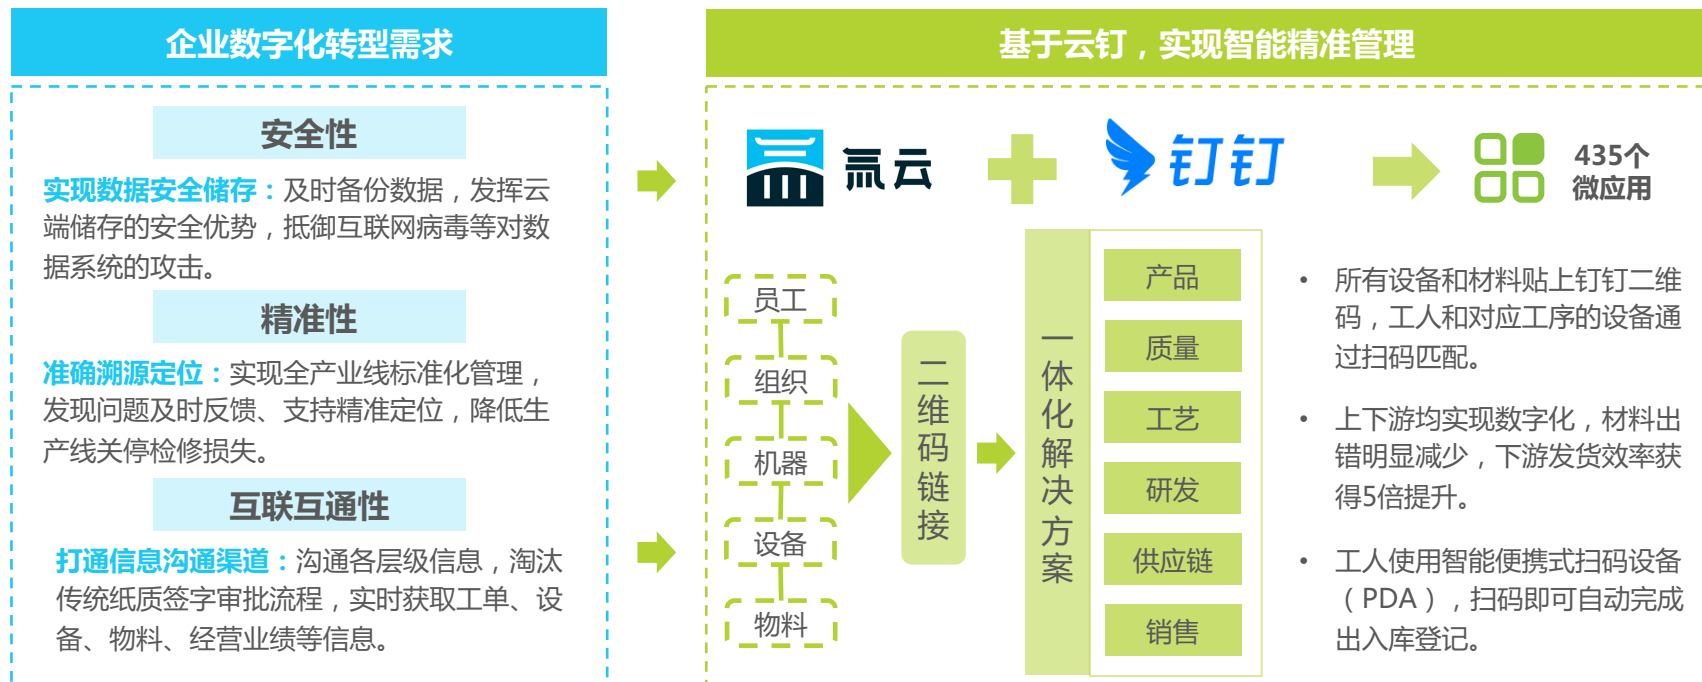 企业数字化转型需求
安全性
实现数据安全储存：及时备份数据，发挥云
端储存的安全优势，抵御互联网病毒等对数
据系统的攻击。
精准性
准确溯源定位：实现全产业线标准化管理，
发现问题及时反馈、支持精准定位，降低生
产线关停检修损失。
互联互通性
打通信息沟通渠道：沟通各层级信息，淘汰
传统纸质签字审批流程，实时获取工单、设
备、物料、经营业绩等信息。
基于云钉，实现智能精准管理
氚云
钉钉
435个
微应用
员工
组织
机器
设备
物料
二维码链接
一体化解决方案
产品
质量
工艺
研发
供应链
销售
• 所有设备和材料贴上钉钉二维
码，工人和对应工序的设备通
过扫码匹配。
• 上下游均实现数字化，材料出
错明显减少，下游发货效率获
得5倍提升。
• 工人使用智能便携式扫码设备
（PDA），扫码即可自动完成
出入库登记。